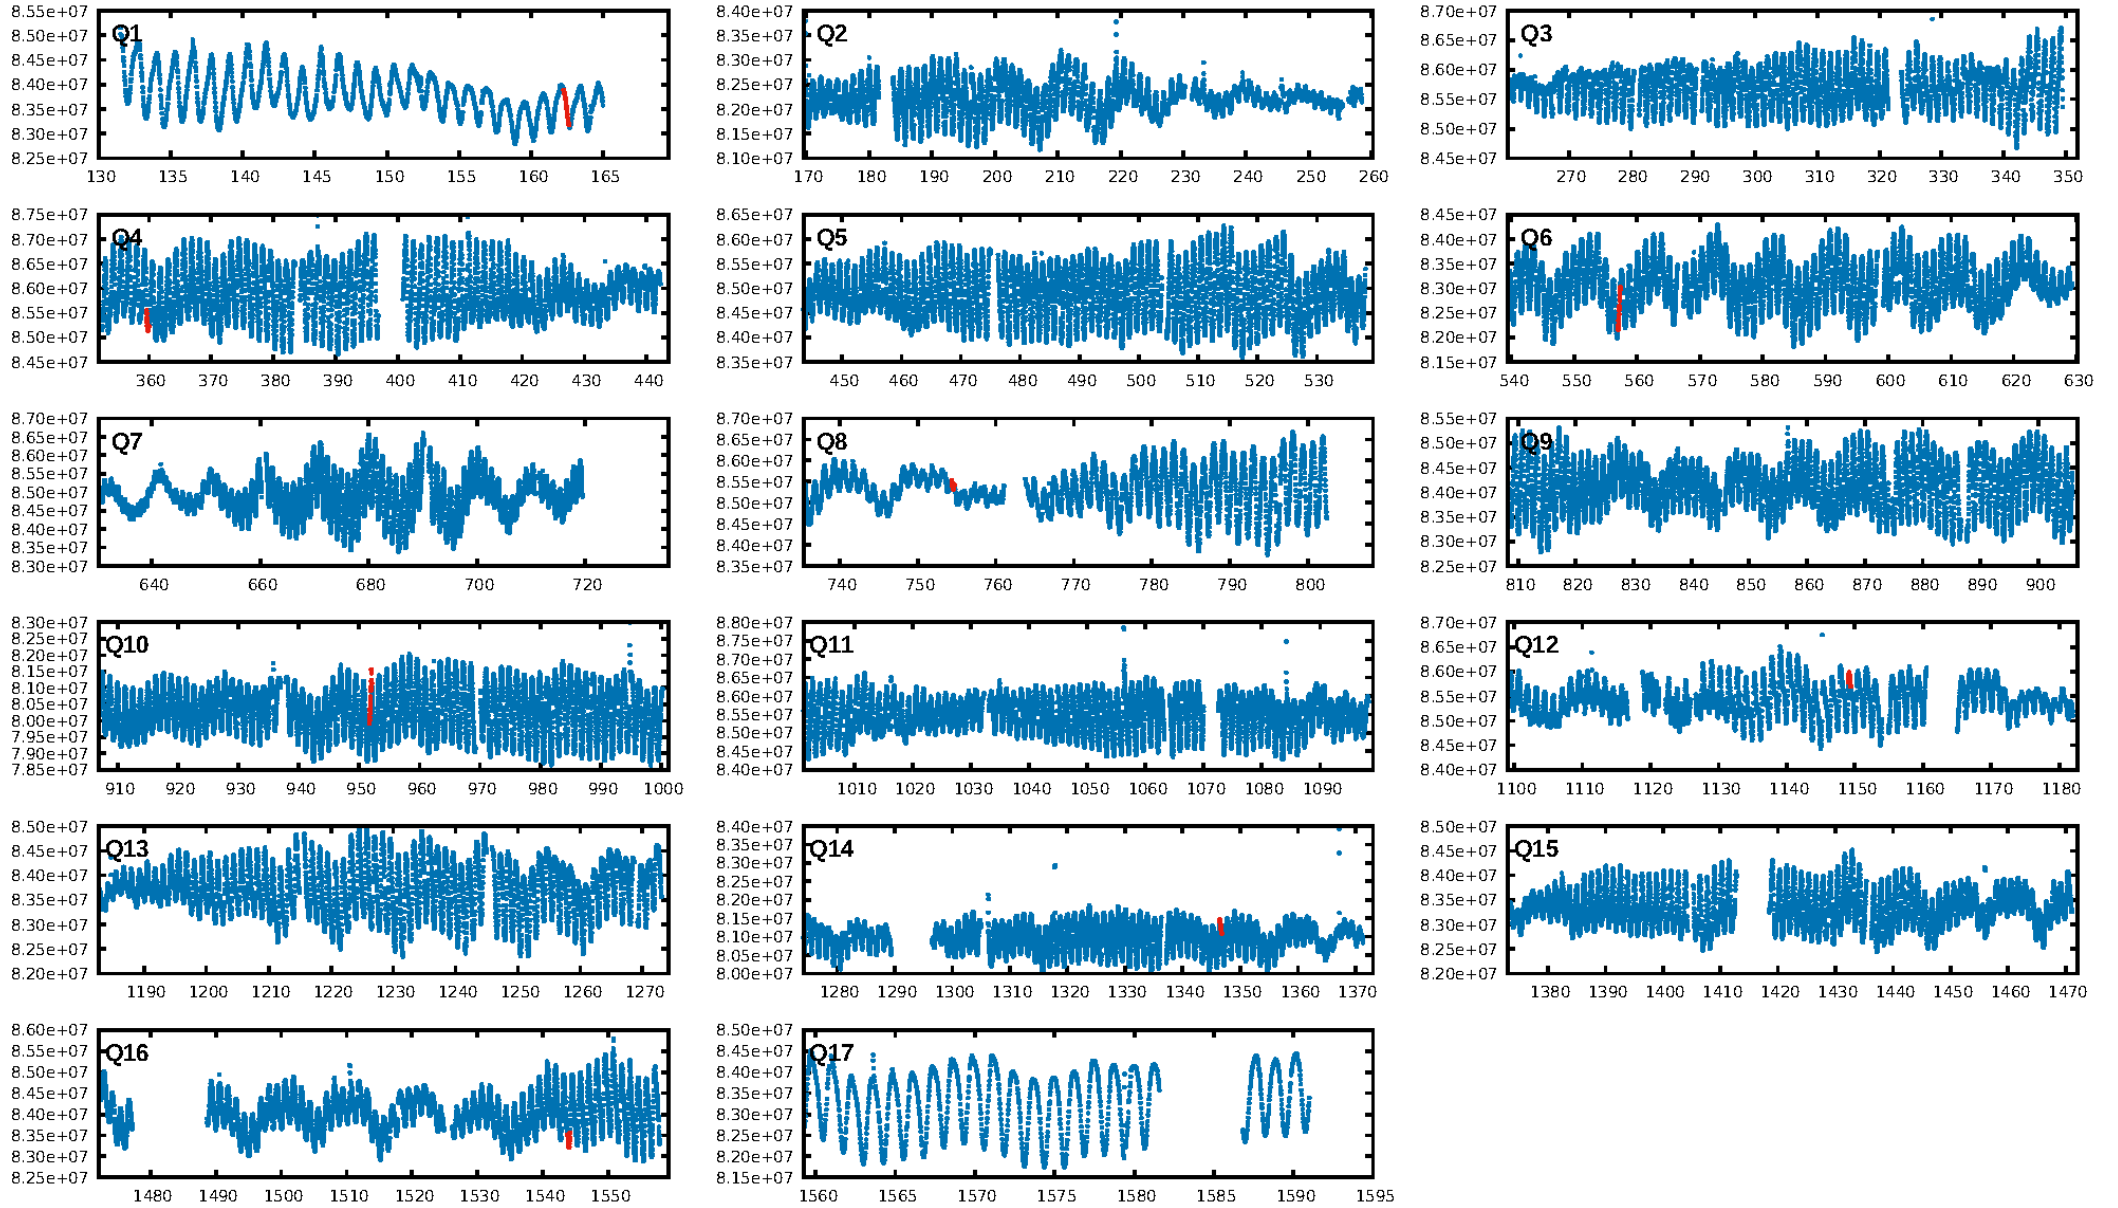 8.55e+07 8.50e+07 8.45e+07 8.40e+07 8.35e+07 8.30e+07 8.25e+07
Q1
130 135 140 145 150 155 160 165
8.40e+07 8.35e+07 8.30e+07 8.25e+07 8.20e+07 8.15e+07 8.10e+07
Q2
170 180 190 200 210 220 230 240 250 260
8.70e+07 8.65e+07 8.60e+07 8.55e+07 8.50e+07 8.45e+07
Q3
270 280 290 300 310 320 330 340 350
8.75e+07 8.70e+07 8.65e+07 8.60e+07 8.55e+07 8.50e+07 8.45e+07
Q4
360 370 380 390 400 410 420 430 440
8.65e+07 8.60e+07 8.55e+07 8.50e+07 8.45e+07 8.40e+07 8.35e+07
Q5
450 460 470 480 490 500 510 520 530
8.45e+07 8.40e+07 8.35e+07 8.30e+07 8.25e+07 8.20e+07 8.15e+07
Q6
540 550 560 570 580 590 600 610 620 630
8.70e+07 8.65e+07 8.60e+07 8.55e+07 8.50e+07 8.45e+07 8.40e+07 8.35e+07 8.30e+07
Q7
640 660 680 700 720
8.70e+07 8.65e+07 8.60e+07 8.55e+07 8.50e+07 8.45e+07 8.40e+07 8.35e+07
Q8
740 750 760 770 780 790 800
8.55e+07 8.50e+07 8.45e+07 8.40e+07 8.35e+07 8.30e+07 8.25e+07
Q9
810 820 830 840 850 860 870 880 890 900
8.30e+07 8.25e+07 8.20e+07 8.15e+07 8.10e+07 8.05e+07 8.00e+07 7.95e+07 7.90e+07 7.85e+07
Q10
910 920 930 940 950 960 970 980 990 1000
8.80e+07 8.75e+07 8.70e+07 8.65e+07 8.60e+07 8.55e+07 8.50e+07 8.45e+07 8.40e+07
Q11
1010 1020 1030 1040 1050 1060 1070 1080 1090
8.70e+07 8.65e+07 8.60e+07 8.55e+07 8.50e+07 8.45e+07 8.40e+07
Q12
1100 1110 1120 1130 1140 1150 1160 1170 1180
8.50e+07 8.45e+07 8.40e+07 8.35e+07 8.30e+07 8.25e+07 8.20e+07
Q13
1190 1200 1210 1220 1230 1240 1250 1260 1270
8.40e+07 8.35e+07 8.30e+07 8.25e+07 8.20e+07 8.15e+07 8.10e+07 8.05e+07 8.00e+07
Q14
1280 1290 1300 1310 1320 1330 1340 1350 1360 1370
8.50e+07 8.45e+07 8.40e+07 8.35e+07 8.30e+07 8.25e+07 8.20e+07
Q15
1380 1390 1400 1410 1420 1430 1440 1450 1460 1470
8.60e+07 8.55e+07 8.50e+07 8.45e+07 8.40e+07 8.35e+07 8.30e+07 8.25e+07
Q16
1480 1490 1500 1510 1520 1530 1540 1550
8.50e+07 8.45e+07 8.40e+07 8.35e+07 8.30e+07 8.25e+07 8.20e+07 8.15e+07
Q17
1560 1565 1570 1575 1580 1585 1590 1595